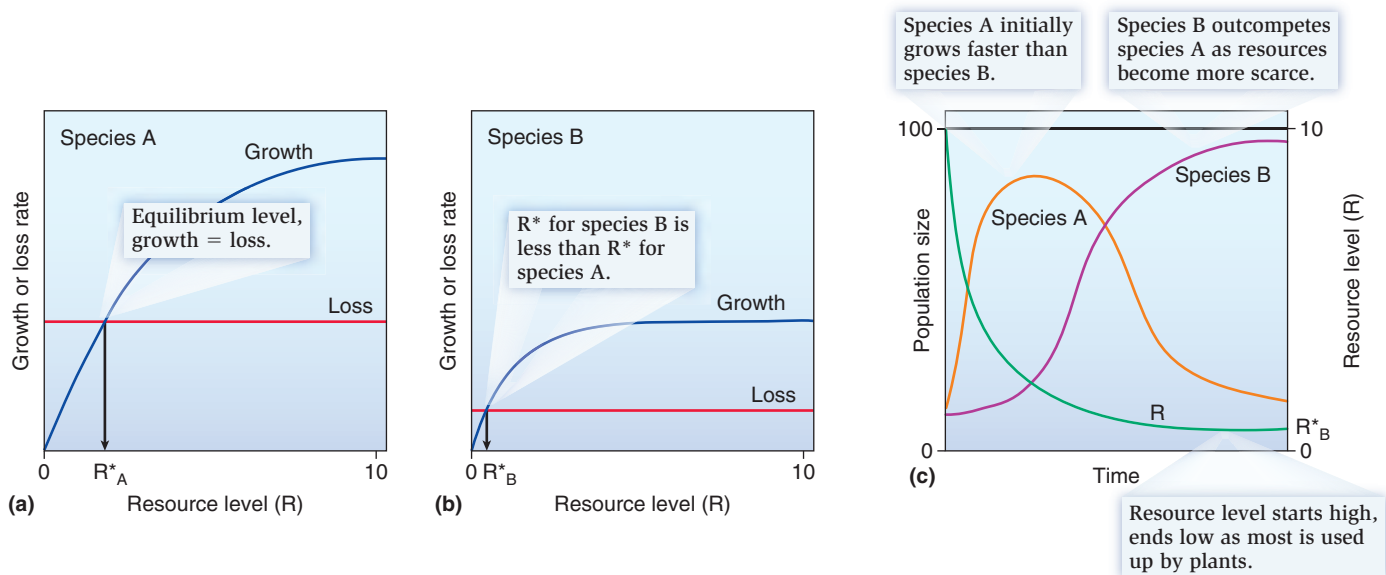 Species A
Growth
Equilibrium level,
growth = loss.
Loss
Growth or loss rate
0
R*A
10
Resource level (R)
(a)
Species B
R* for species B is
less than R* for
species A.
Growth
Loss
Growth or loss rate
0
R*B
10
Resource level (R)
(b)
Species A initially
grows faster than
species B.
Species B outcompetes
species A as resources
become more scarce.
100
10
Species B
Species A
Population size
Resource level (R)
R
R*B
0
0
(c)
Time
Resource level starts high,
ends low as most is used
up by plants.